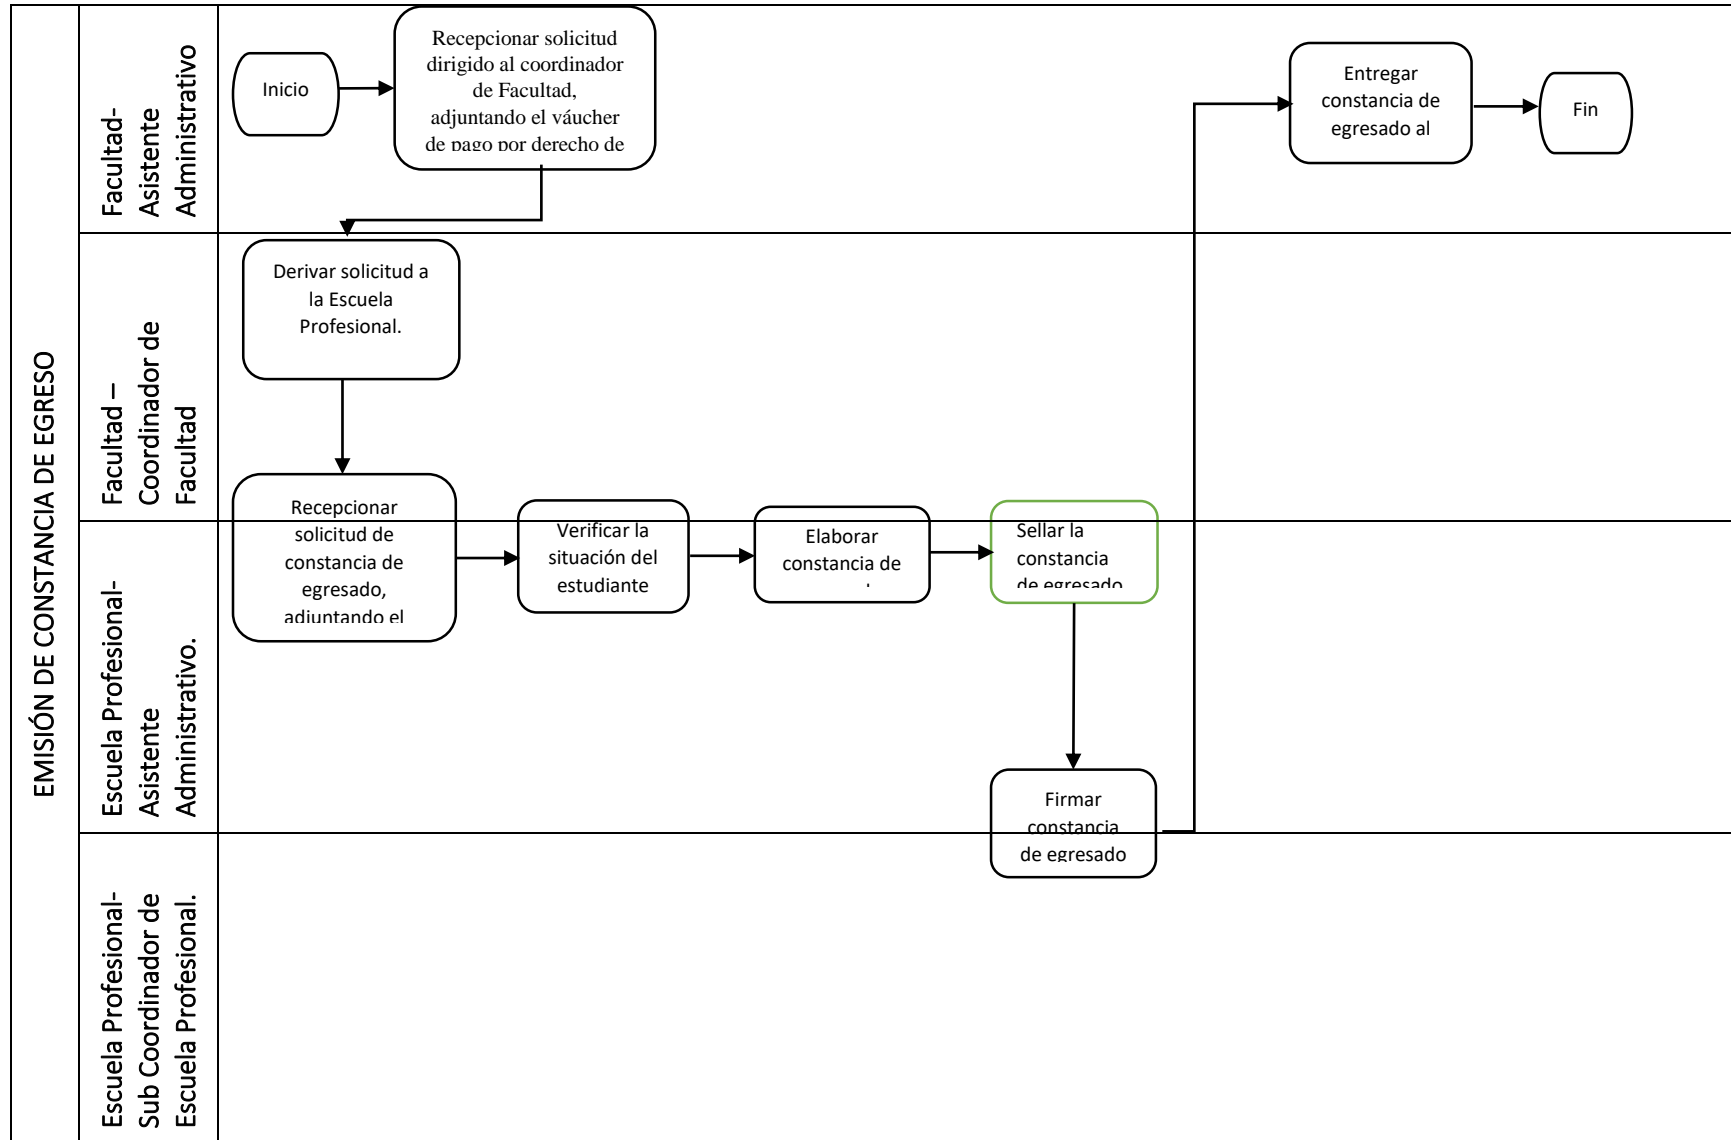 EMISIÓN DE CONSTANCIA DE EGRESO
Facultad-
Asistente
Administrativo
Inicio
Recepcionar solicitud
dirigido al coordinador
de Facultad,
adjuntando el váucher
de pago por derecho de
Entregar
constancia de
egresado al
Fin
Facultad –
Coordinador de
Facultad
Derivar solicitud a
la Escuela
Profesional.
Escuela Profesional-
Asistente
Administrativo.
Recepcionar
solicitud de
constancia de
egresado,
adjuntando el
Verificar la
situación del
estudiante
Elaborar
constancia de
Sellar la
constancia
de egresado
Firmar
constancia
de egresado
Escuela Profesional-
Sub Coordinador de
Escuela Profesional.